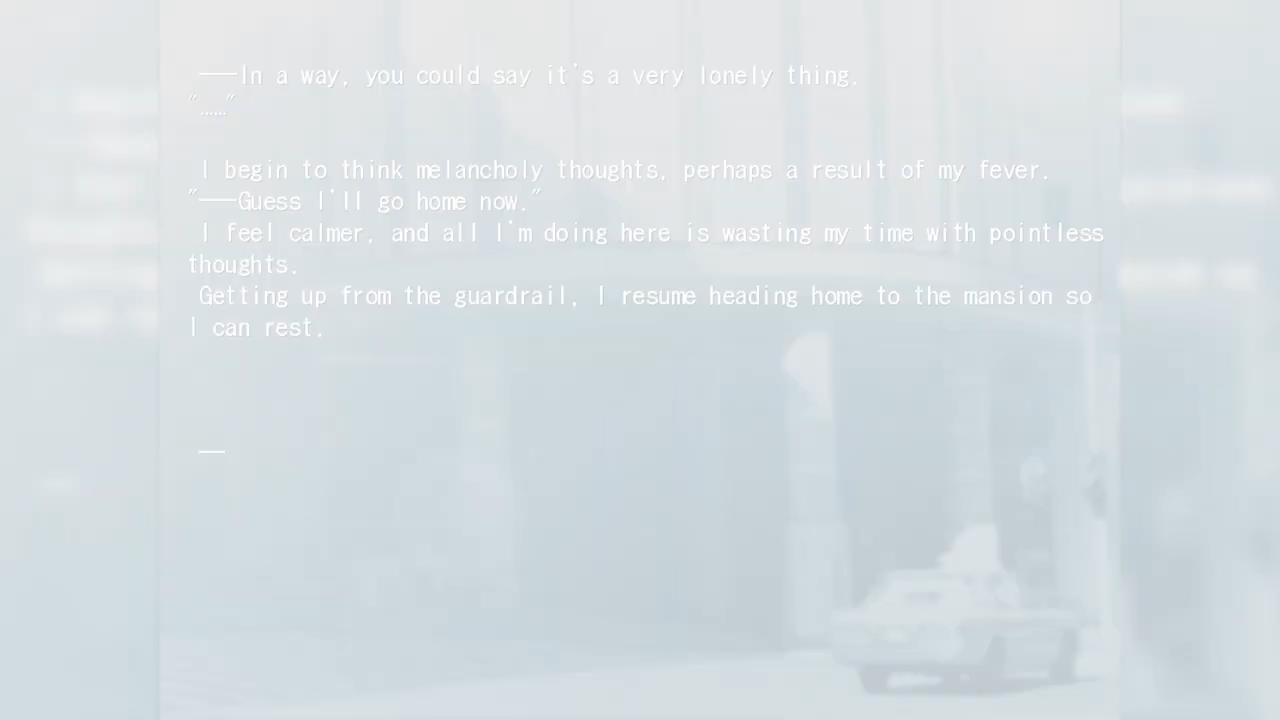 ──In a way, you could say it's a very lonely thing.
"……"
I begin to think melancholy thoughts, perhaps a result of my fever.
"──Guess I'll go home now."
I feel calmer, and all I'm doing here is wasting my time with pointless
thoughts.
Getting up from the guardrail, I resume heading home to the mansion so
I can rest.
─